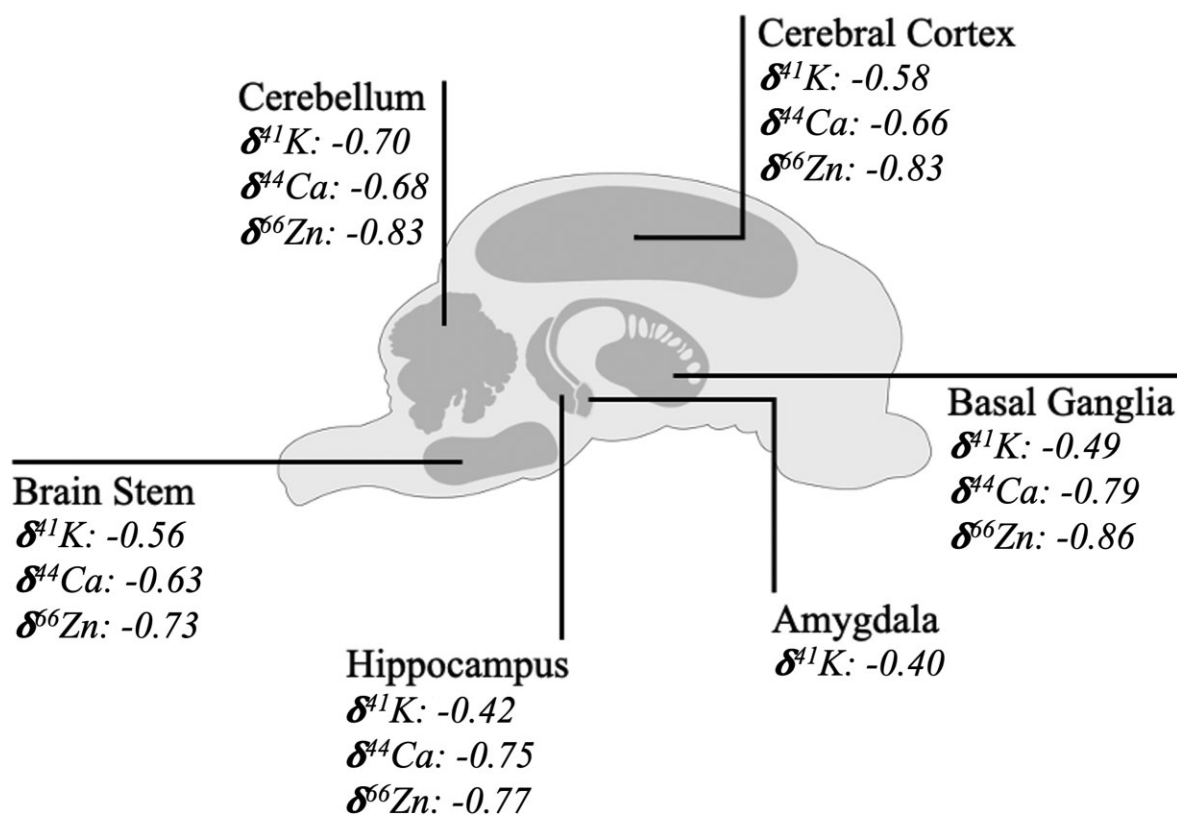 Cerebral Cortex
δ⁴¹K: -0.58
δ⁴⁴Ca: -0.66
δ⁶⁶Zn: -0.83
Cerebellum
δ⁴¹K: -0.70
δ⁴⁴Ca: -0.68
δ⁶⁶Zn: -0.83
Basal Ganglia
δ⁴¹K: -0.49
δ⁴⁴Ca: -0.79
δ⁶⁶Zn: -0.86
Brain Stem
δ⁴¹K: -0.56
δ⁴⁴Ca: -0.63
δ⁶⁶Zn: -0.73
Amygdala
δ⁴¹K: -0.40
Hippocampus
δ⁴¹K: -0.42
δ⁴⁴Ca: -0.75
δ⁶⁶Zn: -0.77